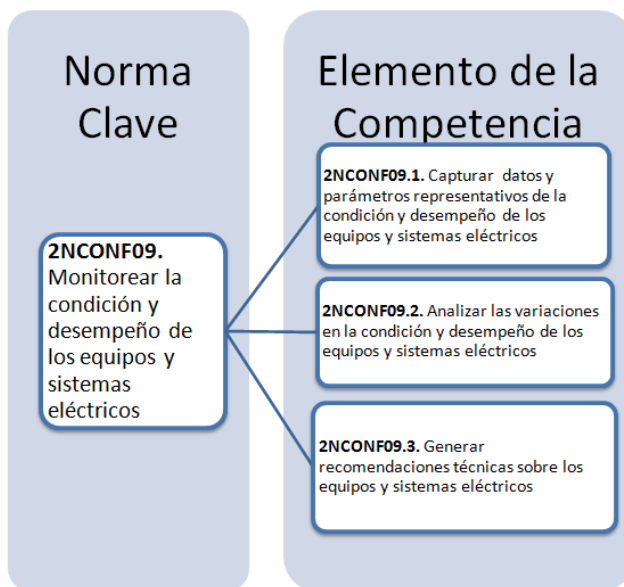 Norma
Clave
Elemento de la
Competencia
2NCONF09.
Monitorear la
condición y
desempeño de
los equipos y
sistemas
eléctricos
2NCONF09.1. Capturar datos y
parámetros representativos de la
condición y desempeño de los
equipos y sistemas eléctricos
2NCONF09.2. Analizar las variaciones
en la condición y desempeño de los
equipos y sistemas eléctricos
2NCONF09.3. Generar
recomendaciones técnicas sobre los
equipos y sistemas eléctricos